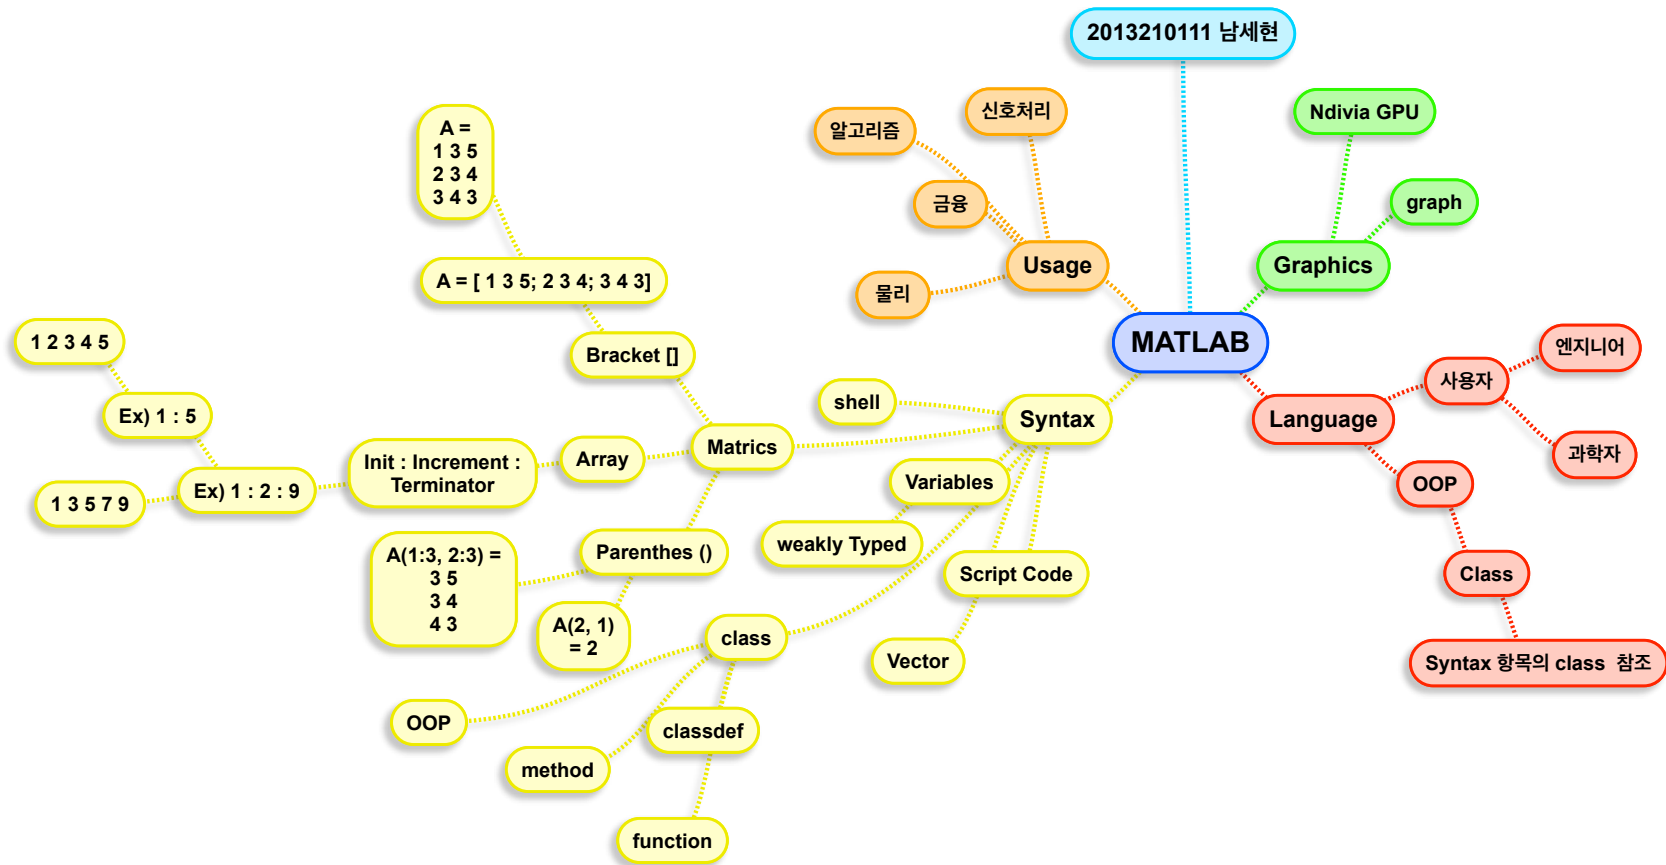 2013210111 남세현
신호처리
알고리즘
금융
물리
Usage
Ndivia GPU
graph
Graphics
MATLAB
A =
1 3 5
2 3 4
3 4 3
A = [ 1 3 5; 2 3 4; 3 4 3]
Bracket []
1 2 3 4 5
Ex) 1 : 5
1 3 5 7 9
Ex) 1 : 2 : 9
Init : Increment :
Terminator
Array
Matrics
shell
Syntax
Variables
weakly Typed
Parenthes ()
A(1:3, 2:3) =
3 5
3 4
4 3
A(2, 1)
= 2
Script Code
Vector
class
OOP
method
classdef
function
Language
사용자
엔지니어
과학자
OOP
Class
Syntax 항목의 class 참조